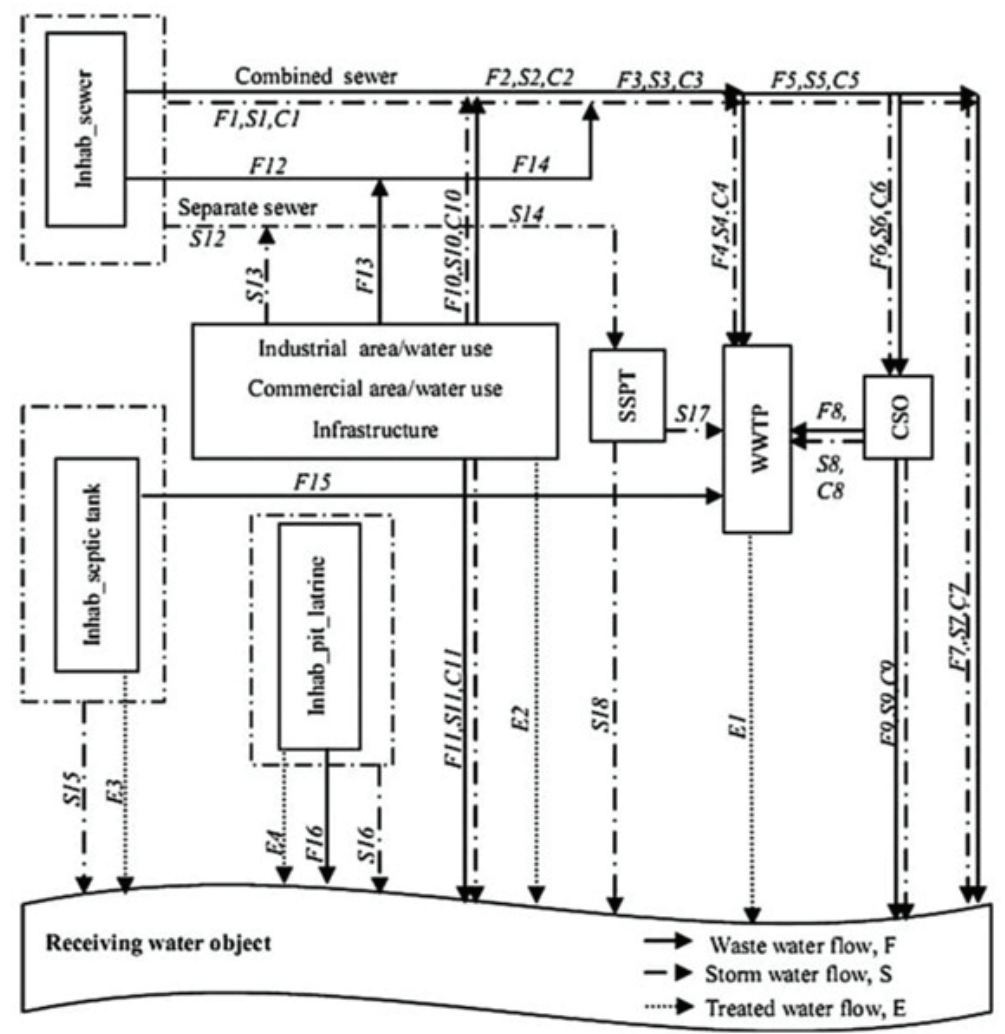 Combined sewer
F2,S2,C2
F3,S3,C3
F5,S5,C5
F1,S1,C1
Inhab_sewer
F12
F14
Separate sewer
S12
S14
S13
F13
F10,S10,C10
F4,S4,C4
F6,S6,C6
Industrial area/water use
Commercial area/water use
Infrastructure
SSPT
S17
WWTP
F8,
S8,
C8
CSO
F15
Inhab_septic tank
Inhab_pit_latrine
F11,S11,C11
E2
S18
E1
F9,S9,C9
F7,S7,C7
S15
E3
E4
F16
S16
Receiving water object
Waste water flow, F
Storm water flow, S
Treated water flow, E